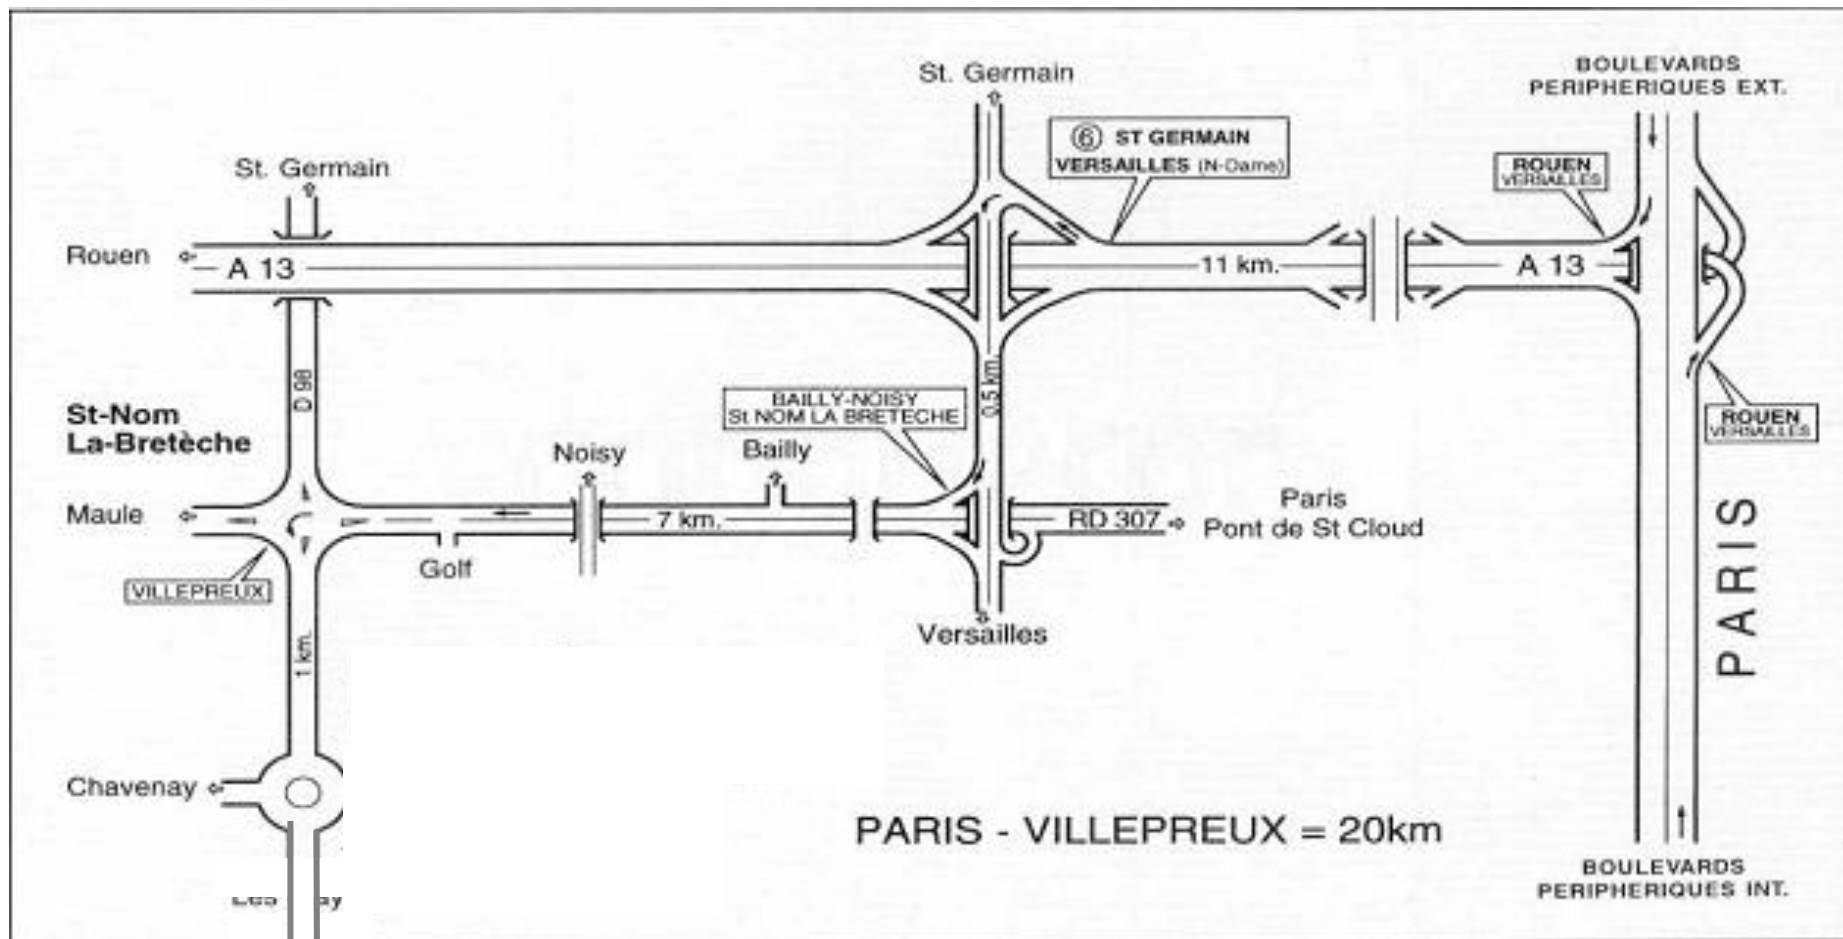 BOULEVARDS
PERIPHERIQUES EXT.
St. Germain
⑥ ST GERMAIN
VERSAILLES (N-Dame)
ROUEN
VERSAILLES
St. Germain
Rouen
A 13
11 km.
A 13
D 98
0.5 km.
BAILLY-NOISY
St NOM LA BRETECHE
St-Nom
La-Bretèche
ROUEN
VERSAILLES
Noisy
Bailly
Maule
7 km.
RD 307
Paris
Pont de St Cloud
Golf
VILLEPREUX
Versailles
PARIS
1 km.
Chavenay
PARIS - VILLEPREUX = 20km
BOULEVARDS
PERIPHERIQUES INT.